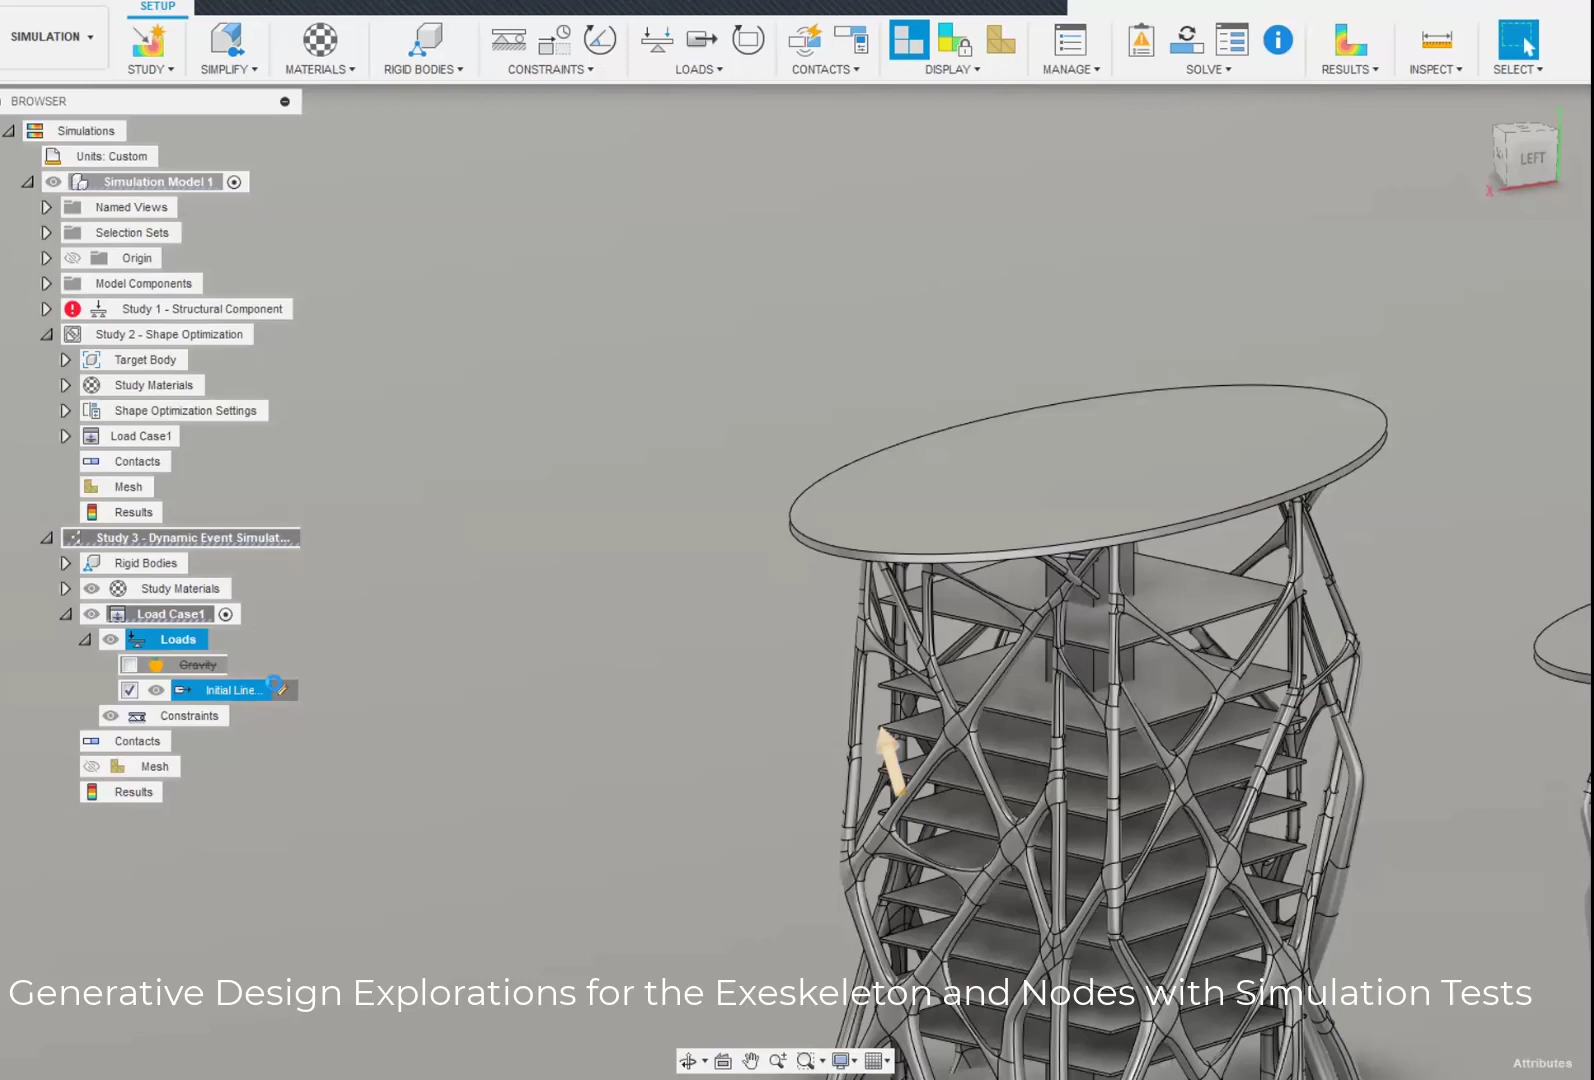 SETUP
SIMULATION
STUDY
SIMPLIFY
MATERIALS
RIGID BODIES
CONSTRAINTS
LOADS
CONTACTS
DISPLAY
MANAGE
SOLVE
RESULTS
INSPECT
SELECT
BROWSER
Simulations
Units: Custom
Simulation Model 1
Named Views
Selection Sets
Origin
Model Components
Study 1 - Structural Component
Study 2 - Shape Optimization
Target Body
Study Materials
Shape Optimization Settings
Load Case1
Contacts
Mesh
Results
Study 3 - Dynamic Event Simulat...
Rigid Bodies
Study Materials
Load Case1
Loads
Gravity
Initial Line...
Constraints
Contacts
Mesh
Results
LEFT
X
Generative Design Explorations for the Exeskeleton and Nodes with Simulation Tests
Attributes